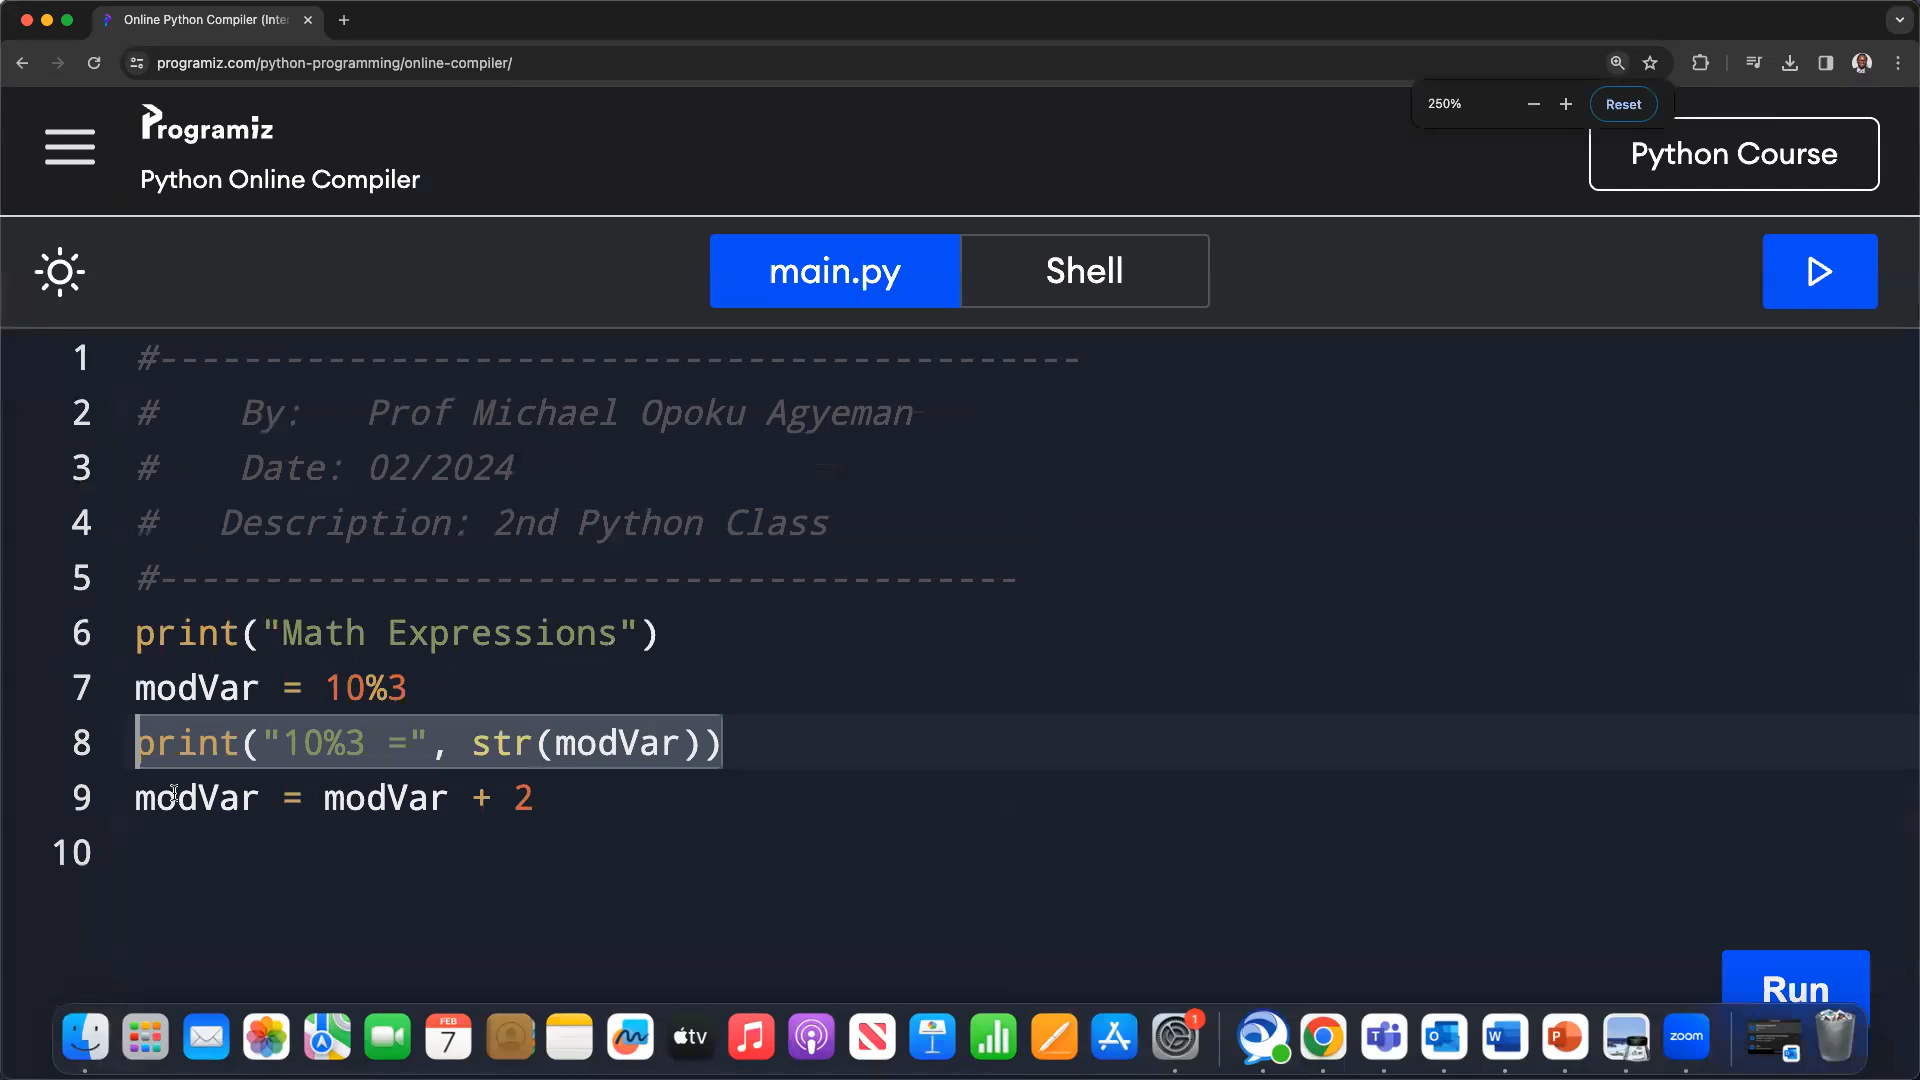 Online Python Compiler (Inter
programiz.com/python-programming/online-compiler/
250%
Reset
Programiz
Python Online Compiler
Python Course
main.py
Shell
1 #--------------------------------------------
2 # By: Prof Michael Opoku Agyeman
3 # Date: 02/2024
4 # Description: 2nd Python Class
5 #-----------------------------------------
6 print("Math Expressions")
7 modVar = 10%3
8 print("10%3 =", str(modVar))
9 modVar = modVar + 2
10
Run
FEB
7
tv
1
zoom